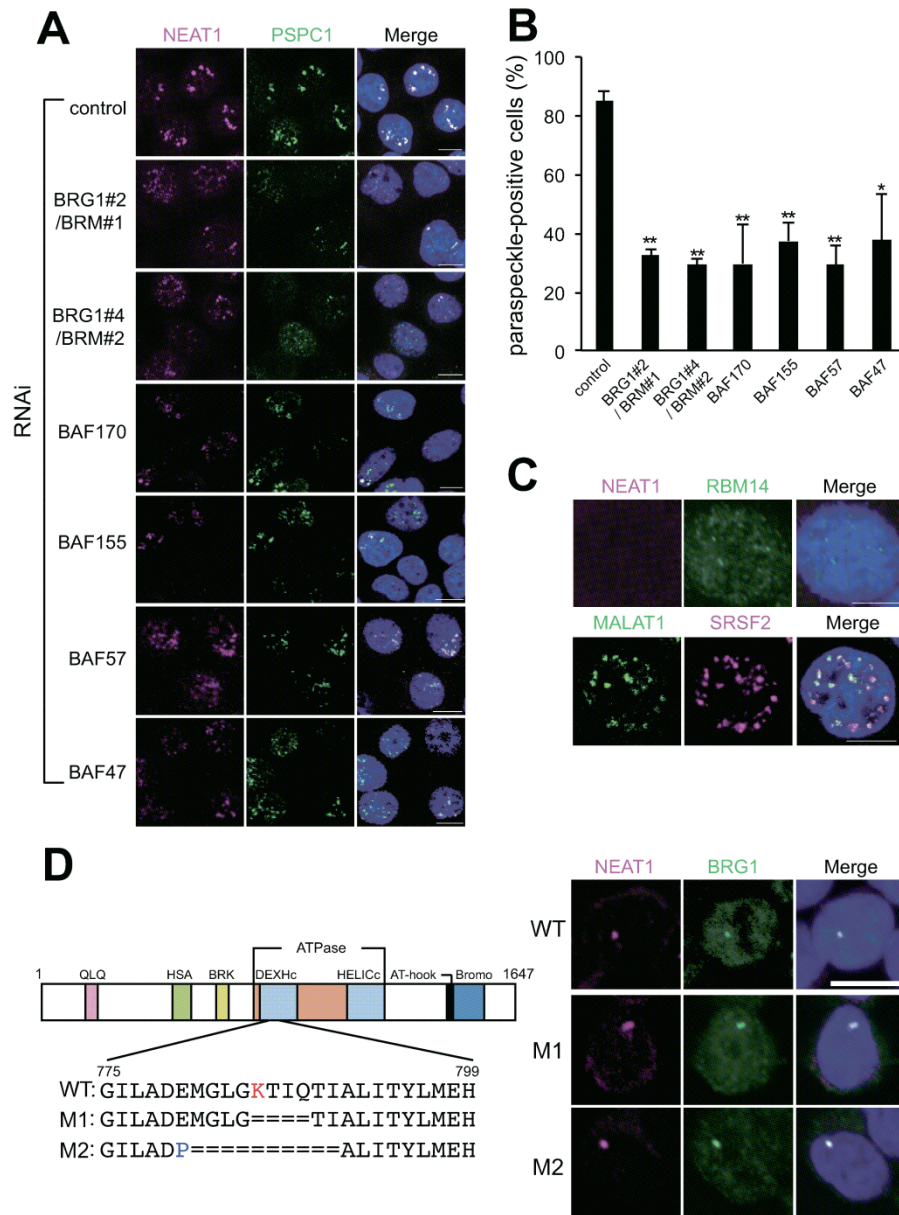 A
NEAT1 PSPC1 Merge
RNAi
control
BRG1#2
/BRM#1
BRG1#4
/BRM#2
BAF170
BAF155
BAF57
BAF47
B
paraspeckle-positive cells (%)
100
80
60
40
20
0
** ** ** ** ** *
control
BRG1#2
/ BRM#1
BRG1#4
/ BRM#2
BAF170
BAF155
BAF57
BAF47
C
NEAT1 RBM14 Merge
MALAT1 SRSF2 Merge
D
ATPase
1 QLQ HSA BRK DEXHc HELICc AT-hook Bromo 1647
775 799
WT: GILADEMGLGKTIQTIALITYLMEH
M1: GILADEMGLG====TIALITYLMEH
M2: GILADP==========ALITYLMEH
NEAT1 BRG1 Merge
WT
M1
M2